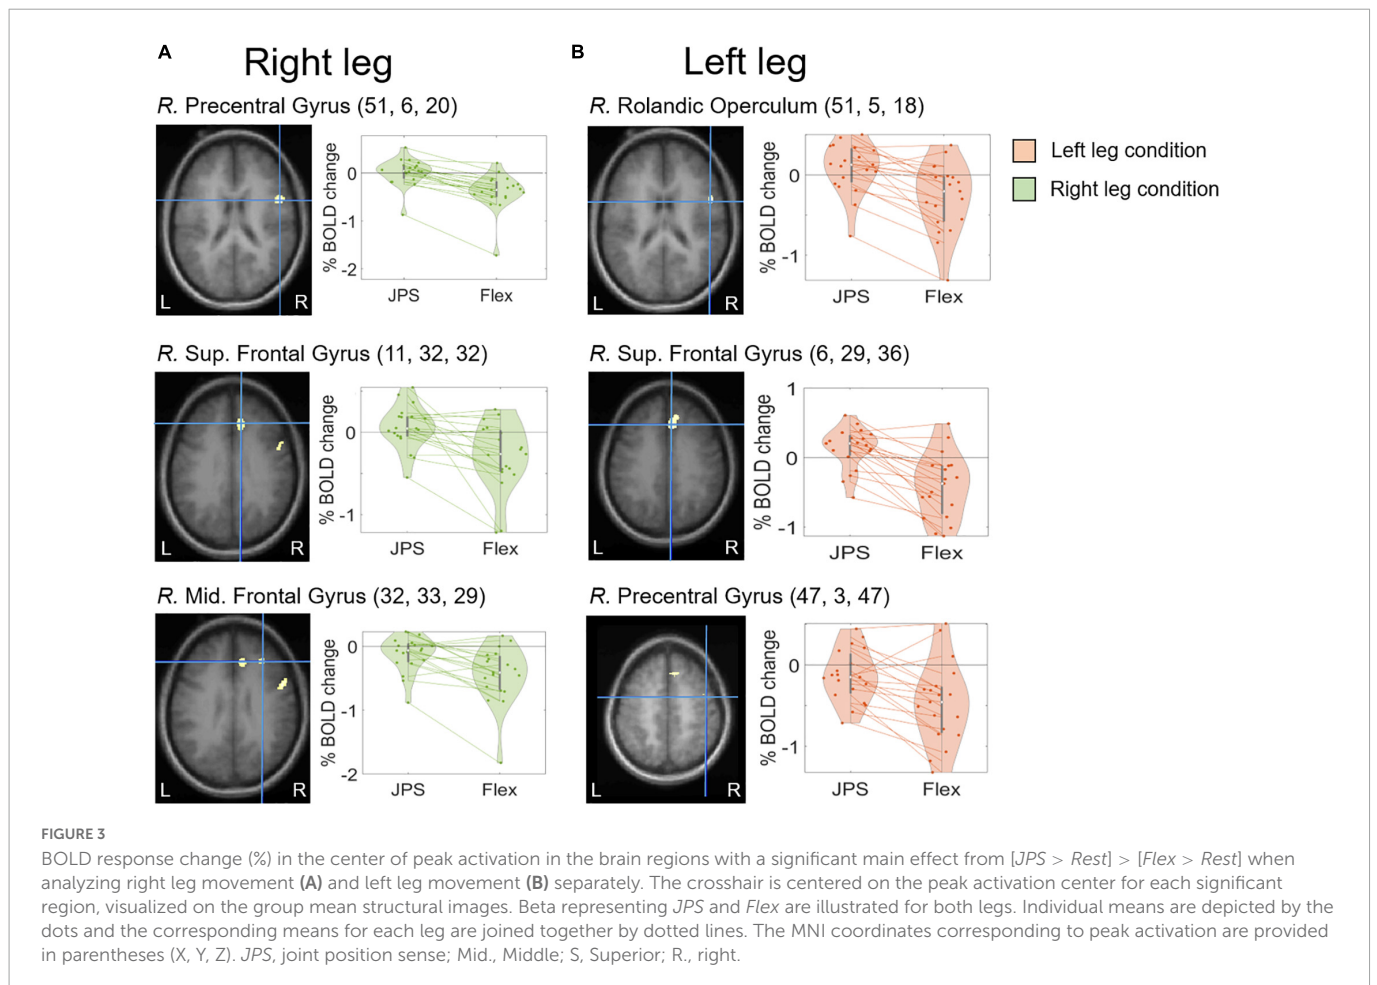 A
Right leg
R. Precentral Gyrus (51, 6, 20)
L
R
% BOLD change
0
-1
-2
JPS
Flex
R. Sup. Frontal Gyrus (11, 32, 32)
L
R
% BOLD change
0
-1
JPS
Flex
R. Mid. Frontal Gyrus (32, 33, 29)
L
R
% BOLD change
0
-1
-2
JPS
Flex
B
Left leg
R. Rolandic Operculum (51, 5, 18)
L
R
% BOLD change
0
-1
JPS
Flex
R. Sup. Frontal Gyrus (6, 29, 36)
L
R
% BOLD change
1
0
-1
JPS
Flex
R. Precentral Gyrus (47, 3, 47)
L
R
% BOLD change
0
-1
JPS
Flex
Left leg condition
Right leg condition
FIGURE 3
BOLD response change (%) in the center of peak activation in the brain regions with a significant main effect from [JPS > Rest] > [Flex > Rest] when
analyzing right leg movement (A) and left leg movement (B) separately. The crosshair is centered on the peak activation center for each significant
region, visualized on the group mean structural images. Beta representing JPS and Flex are illustrated for both legs. Individual means are depicted by the
dots and the corresponding means for each leg are joined together by dotted lines. The MNI coordinates corresponding to peak activation are provided
in parentheses (X, Y, Z). JPS, joint position sense; Mid., Middle; S, Superior; R., right.